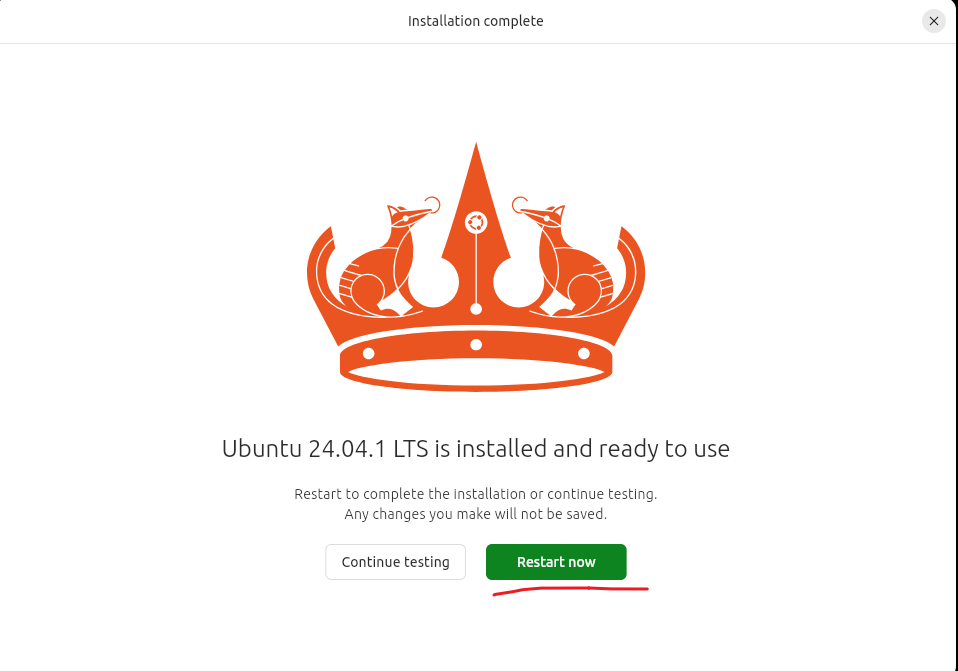 Installation complete
Ubuntu 24.04.1 LTS is installed and ready to use
Restart to complete the installation or continue testing.
Any changes you make will not be saved.
Continue testing
Restart now